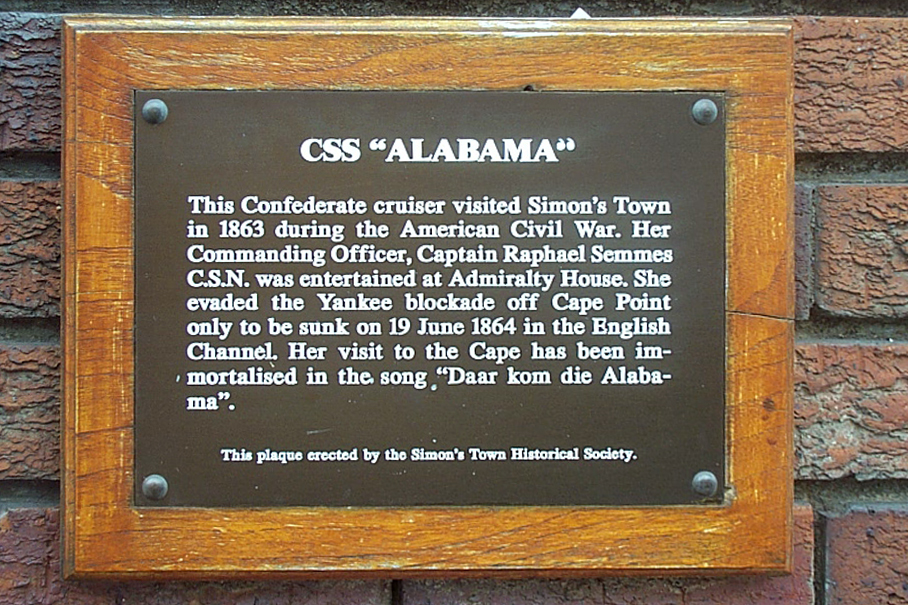 CSS “ALABAMA“
This Confederate cruiser visited Simon's Town
in 1863 during the American Civil War. Her
Commanding Officer, Captain Raphael Semmes
C.S.N. was entertained at Admiralty House. She
evaded the Yankee blockade off Cape Point
only to be sunk on 19 June 1864 in the English
Channel. Her visit to the Cape has been im-
mortalised in the song “Daar kom die Alaba-
ma”.
This plaque erected by the Simon's Town Historical Society.